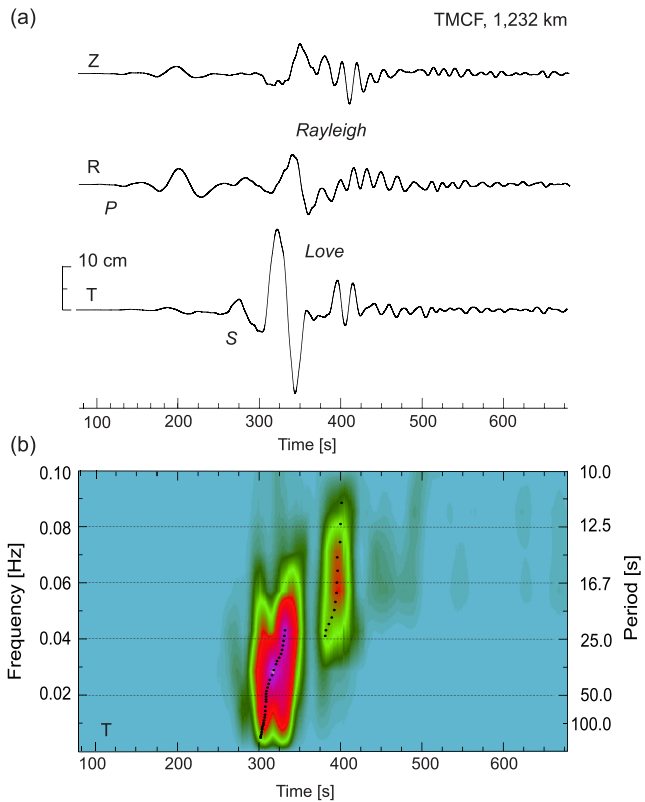 (a)
TMCF, 1,232 km
Z
Rayleigh
R
P
Love
10 cm
T
S
100 200 300 400 500 600
Time [s]
(b)
0.10 10.0
0.08 12.5
0.06 16.7
0.04 25.0
0.02 50.0
100.0
Frequency [Hz]
Period [s]
T
100 200 300 400 500 600
Time [s]